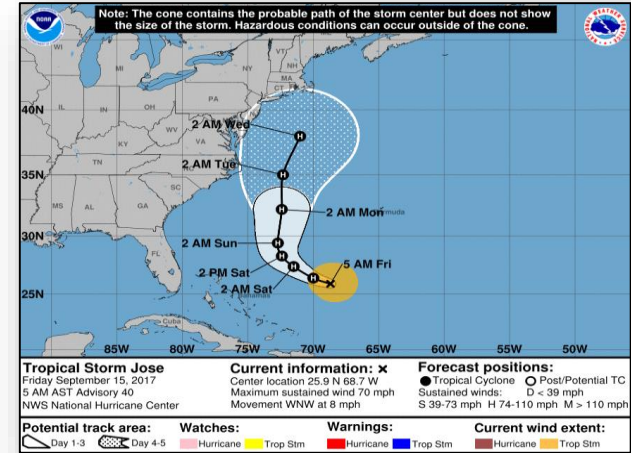 Note: The cone contains the probable path of the storm center but does not show
the size of the storm. Hazardous conditions can occur outside of the cone.
NOAA
WI
MI
NY
VT
NH
MA
CT
40N
IL
IN
OH
PA
2 AM Wed
WV
VA
KY
2 AM Tue
35N
TN
NC
SC
MS
AL
GA
2 AM Mon
30N
2 AM Sun
5 AM Fri
FL
2 PM Sat
2 AM Sat
25N
Bahamas
Cuba
85W 80W 75W 70W 65W 60W 55W 50W
H
H
H
H
H
H
H
H
Tropical Storm Jose
Friday September 15, 2017
5 AM AST Advisory 40
NWS National Hurricane Center
Current information: ×
Center location 25.9 N 68.7 W
Maximum sustained wind 70 mph
Movement WNW at 8 mph
Forecast positions:
Tropical Cyclone Post/Potential TC
Sustained winds: D < 39 mph
S 39-73 mph H 74-110 mph M > 110 mph
Potential track area:
Day 1-3 Day 4-5
Watches:
Hurricane Trop Stm
Warnings:
Hurricane Trop Stm
Current wind extent:
Hurricane Trop Stm